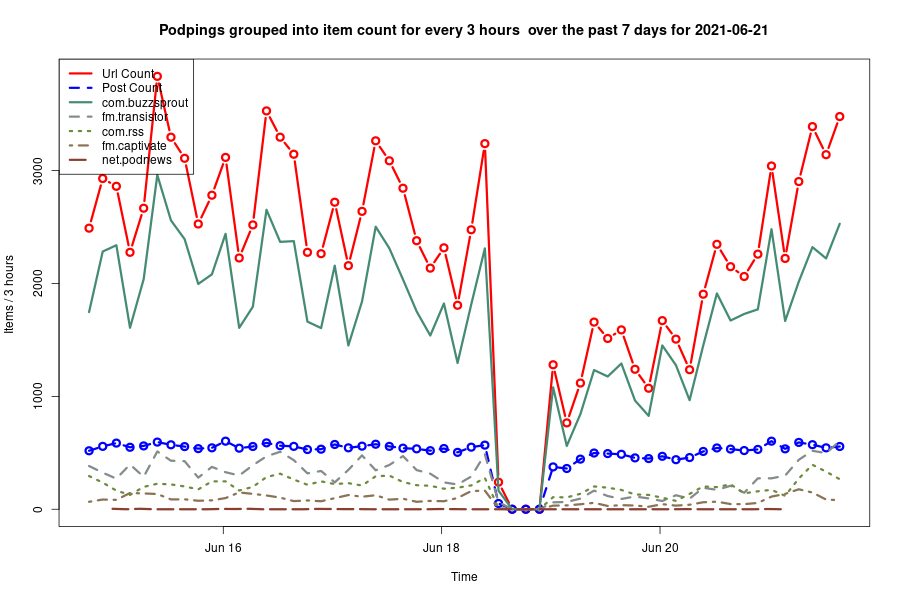 Podpings grouped into item count for every 3 hours  over the past 7 days for 2021-06-21
Url Count
Post Count
com.buzzsprout
fm.transistor
com.rss
fm.captivate
net.podnews
Items / 3 hours
3000
2000
1000
0
Jun 16
Jun 18
Jun 20
Time